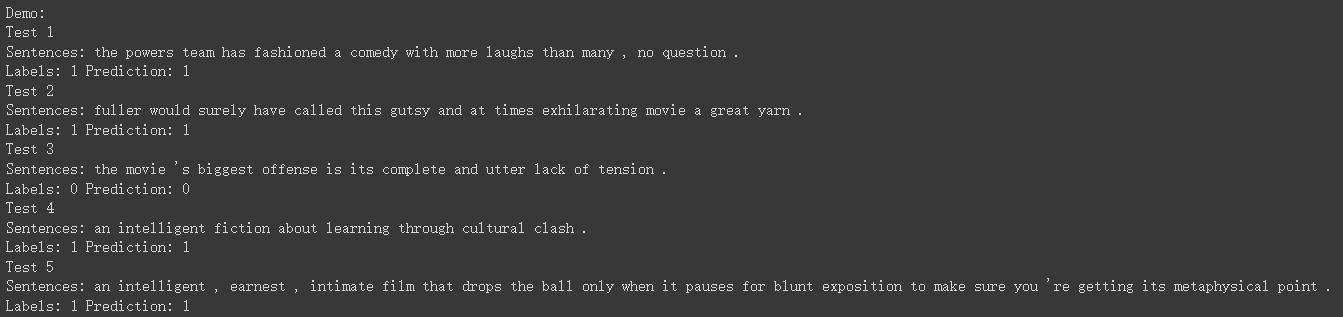 Demo:
Test 1
Sentences: the powers team has fashioned a comedy with more laughs than many , no question .
Labels: 1 Prediction: 1
Test 2
Sentences: fuller would surely have called this gutsy and at times exhilarating movie a great yarn .
Labels: 1 Prediction: 1
Test 3
Sentences: the movie 's biggest offense is its complete and utter lack of tension .
Labels: 0 Prediction: 0
Test 4
Sentences: an intelligent fiction about learning through cultural clash .
Labels: 1 Prediction: 1
Test 5
Sentences: an intelligent , earnest , intimate film that drops the ball only when it pauses for blunt exposition to make sure you 're getting its metaphysical point .
Labels: 1 Prediction: 1